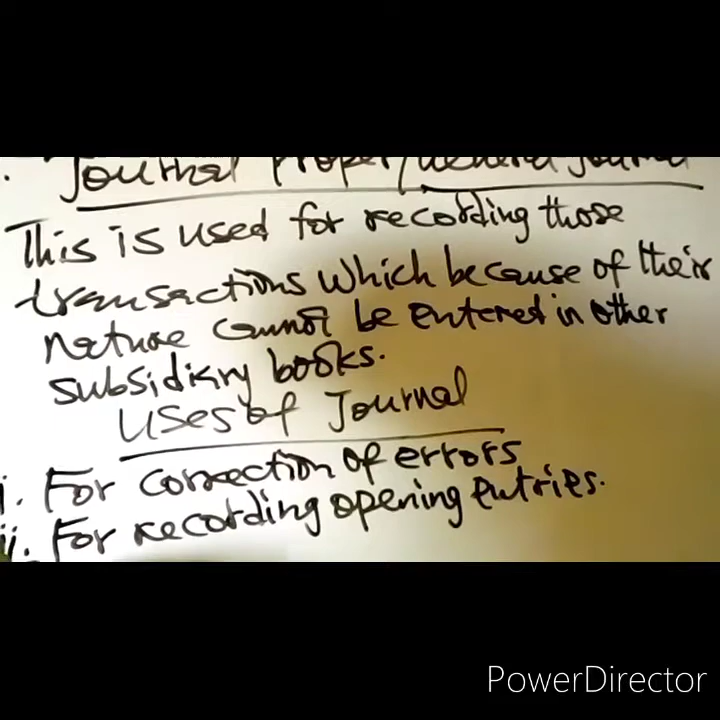 . Journal Proper/General Journal
This is used for recording those
transactions which because of their
nature cannot be entered in other
subsidiary books.
Uses of Journal
i. For correction of errors
ii. For recording opening entries.
PowerDirector